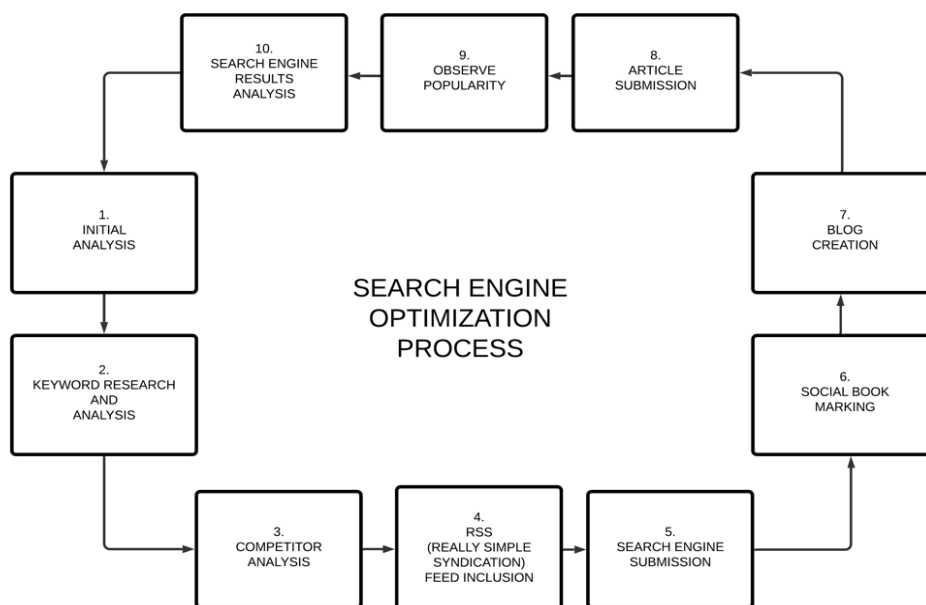 10.
SEARCH ENGINE
RESULTS
ANALYSIS
9.
OBSERVE
POPULARITY
8.
ARTICLE
SUBMISSION
1.
INITIAL
ANALYSIS
7.
BLOG
CREATION
SEARCH ENGINE
OPTIMIZATION
PROCESS
2.
KEYWORD RESEARCH
AND
ANALYSIS
6.
SOCIAL BOOK
MARKING
3.
COMPETITOR
ANALYSIS
4.
RSS
(REALLY SIMPLE
SYNDICATION)
FEED INCLUSION
5.
SEARCH ENGINE
SUBMISSION